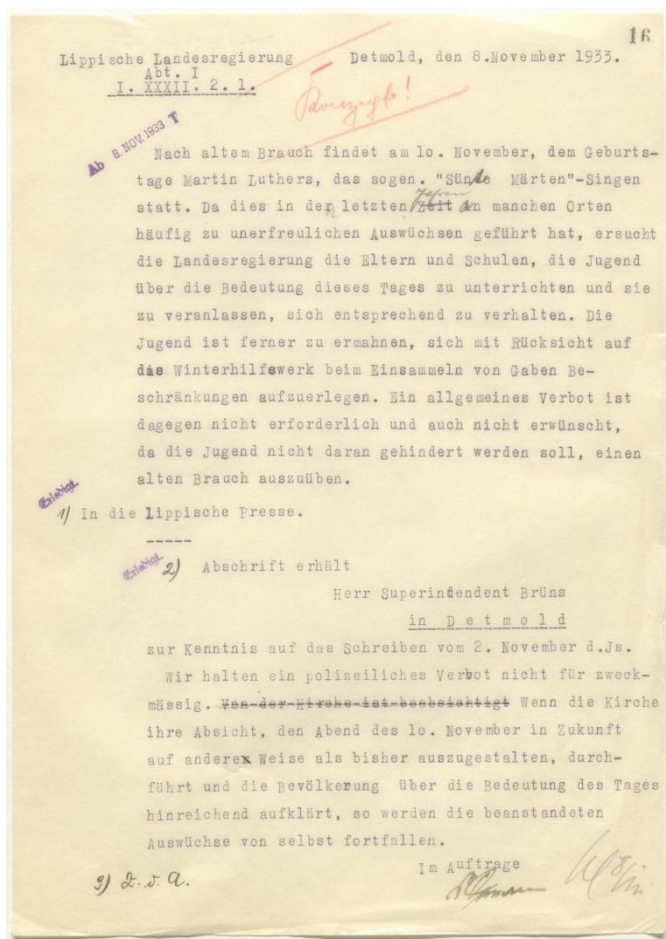 16
Lippische Landesregierung Detmold, den 8.November 1933.
Abt. I
I. XXXII. 2. 1.
Ab 8. NOV. 1933 T
Nach altem Brauch findet am lo. November, dem Geburts-
tage Martin Luthers, das sogen. "Sünte Märten"-Singen
statt. Da dies in den letzten Zeit Jahren an manchen Orten
häufig zu unerfreulichen Auswüchsen geführt hat, ersucht
die Landesregierung die Eltern und Schulen, die Jugend
über die Bedeutung dieses Tages zu unterrichten und sie
zu veranlassen, sich entsprechend zu verhalten. Die
Jugend ist ferner zu ermahnen, sich mit Rücksicht auf
das Winterhilfswerk beim Einsammeln von Gaben Be-
schränkungen aufzuerlegen. Ein allgemeines Verbot ist
dagegen nicht erforderlich und auch nicht erwünscht,
da die Jugend nicht daran gehindert werden soll, einen
alten Brauch auszuüben.
Erledigt.
1) In die lippische Presse.
-----
Erledigt.
2) Abschrift erhält
Herr Superintendent Brüns
in Detmold
zur Kenntnis auf das Schreiben vom 2. November d.Js.
Wir halten ein polizeiliches Verbot nicht für zweck-
mässig. Von der Kirche ist beabsichtigt Wenn die Kirche
ihre Absicht, den Abend des lo. November in Zukunft
auf andere Weise als bisher auszugestalten, durch-
führt und die Bevölkerung über die Bedeutung des Tages
hinreichend aufklärt, so werden die beanstandeten
Auswüchse von selbst fortfallen.
Im Auftrage
3) Z. d. A.